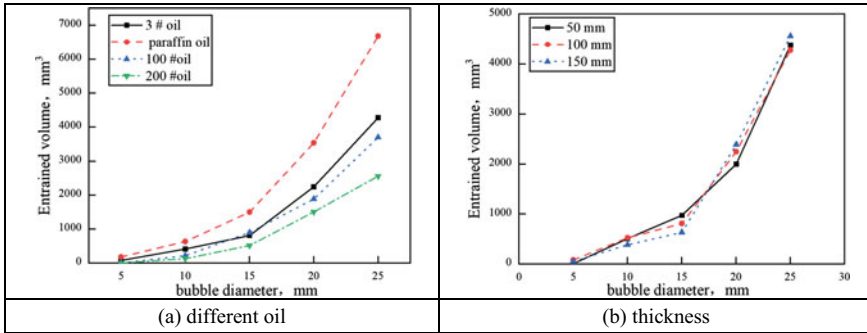 3 # oil
paraffin oil
100 #oil
200 #oil
7000
6000
5000
4000
3000
2000
1000
0
Entrained volume, mm³
5 10 15 20 25
bubble diameter, mm
(a) different oil
50 mm
100 mm
150 mm
5000
4000
3000
2000
1000
0
Entrained volume, mm³
0 5 10 15 20 25 30
bubble diameter, mm
(b) thickness